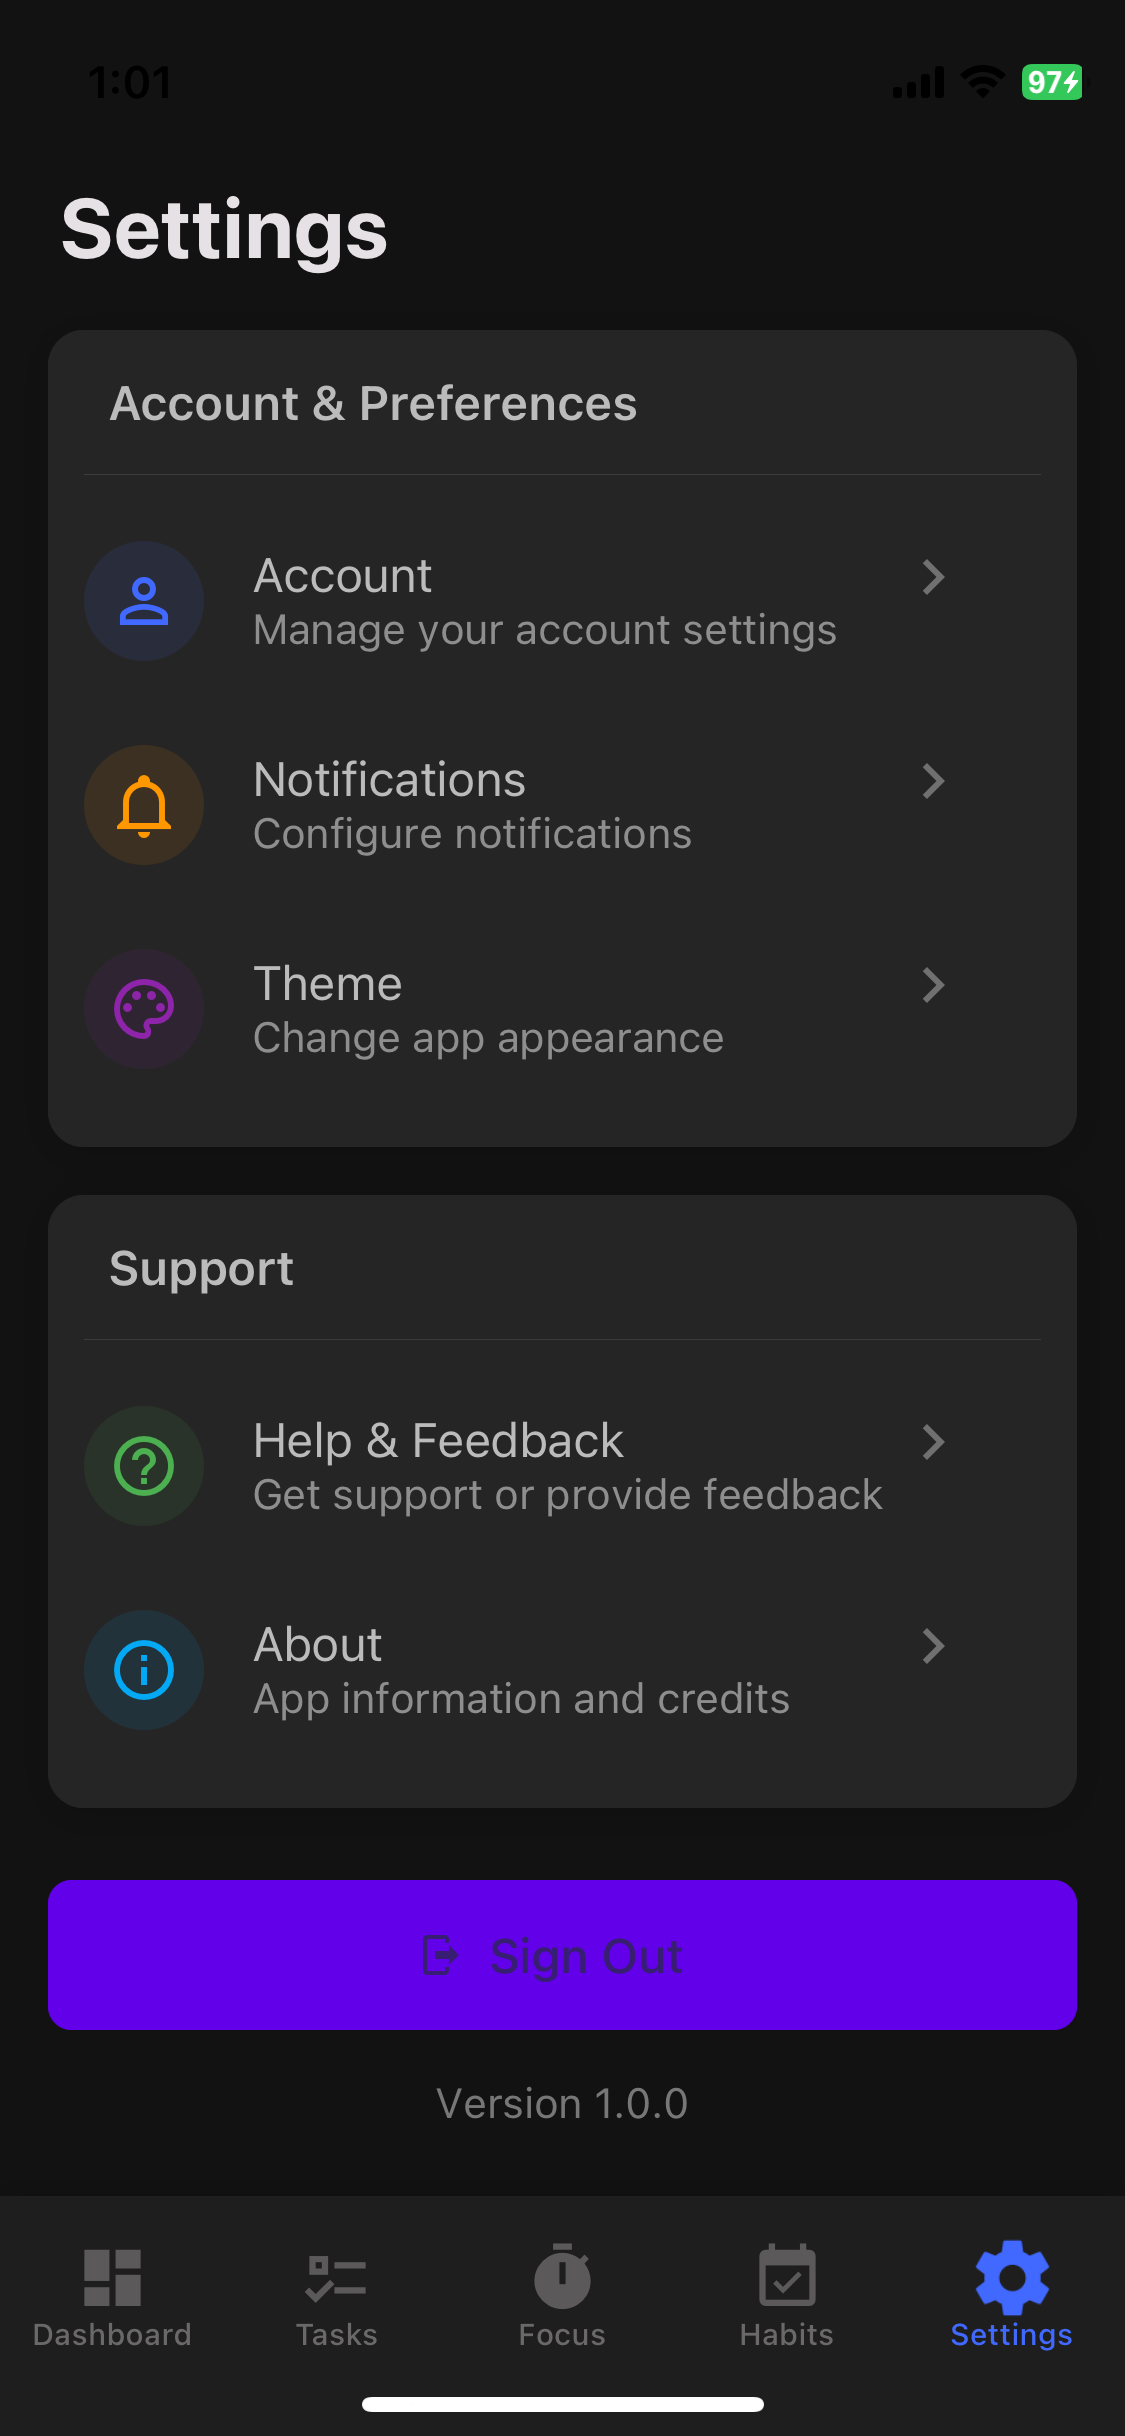 1:01
97
Settings
Account & Preferences
Account
Manage your account settings
Notifications
Configure notifications
Theme
Change app appearance
Support
Help & Feedback
Get support or provide feedback
About
App information and credits
Sign Out
Version 1.0.0
Dashboard
Tasks
Focus
Habits
Settings